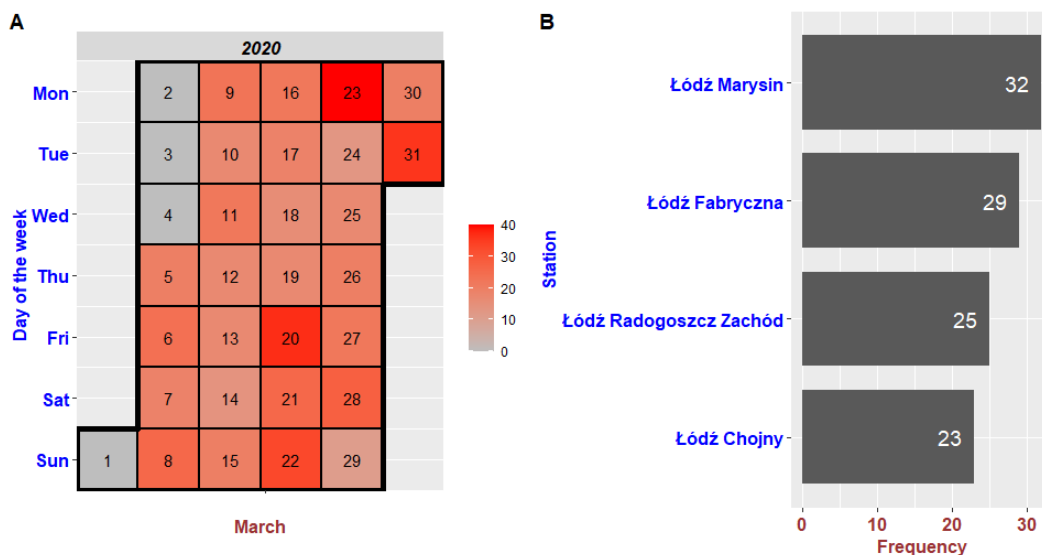 A
2020
Mon 2 9 16 23 30
Tue 3 10 17 24 31
Wed 4 11 18 25
Thu 5 12 19 26
Fri 6 13 20 27
Sat 7 14 21 28
Sun 1 8 15 22 29
Day of the week
March
40
30
20
10
0
B
Łódź Marysin 32
Łódź Fabryczna 29
Łódź Radogoszcz Zachód 25
Łódź Chojny 23
Station
0 10 20 30
Frequency